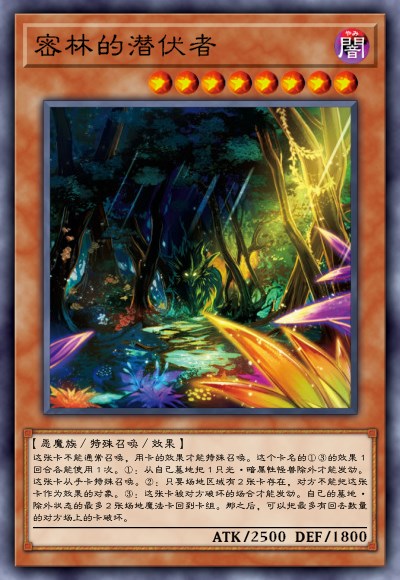 密林的潜伏者
やみ
闇
【恶魔族／特殊召唤／效果】
这张卡不能通常召唤，用卡的效果才能特殊召唤。这个卡名的①③的效果1
回合各能使用1次。①：从自己墓地把1只光·暗属性怪兽除外才能发动。
这张卡从手卡特殊召唤。②：只要场地区域有2张卡存在，对方不能把这张
卡作为效果的对象。③：这张卡被对方破坏的场合才能发动。自己的墓地·
除外状态的最多2张场地魔法卡回到卡组。那之后，可以把最多有回去数量
的对方场上的卡破坏。
ATK/2500 DEF/1800